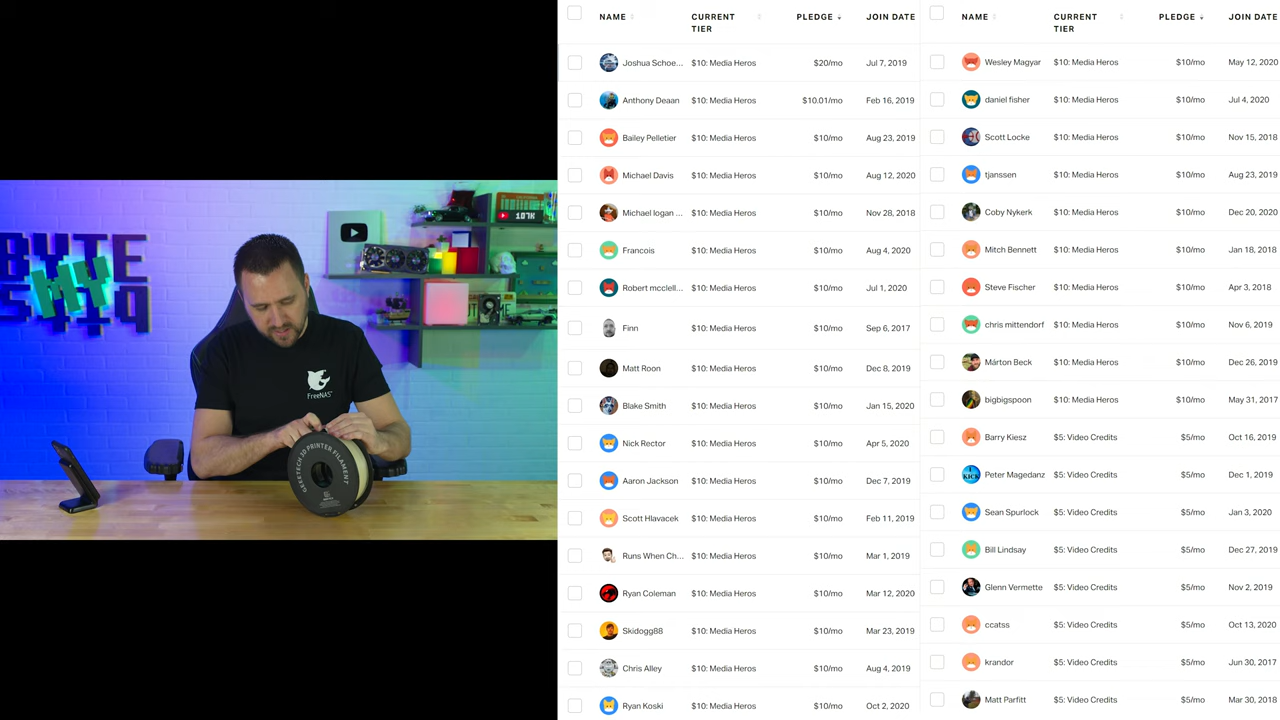 BYTE
MY
107K
FreeNAS
GEEETECH 3D PRINTER FILAMENT
NAME CURRENT TIER PLEDGE JOIN DATE
Joshua Schoe... $10: Media Heros $20/mo Jul 7, 2019
Anthony Deaan $10: Media Heros $10.01/mo Feb 16, 2019
Bailey Pelletier $10: Media Heros $10/mo Aug 23, 2019
Michael Davis $10: Media Heros $10/mo Aug 12, 2020
Michael logan ... $10: Media Heros $10/mo Nov 28, 2018
Francois $10: Media Heros $10/mo Aug 4, 2020
Robert mcclell... $10: Media Heros $10/mo Jul 1, 2020
Finn $10: Media Heros $10/mo Sep 6, 2017
Matt Roon $10: Media Heros $10/mo Dec 8, 2019
Blake Smith $10: Media Heros $10/mo Jan 15, 2020
Nick Rector $10: Media Heros $10/mo Apr 5, 2020
Aaron Jackson $10: Media Heros $10/mo Dec 7, 2019
Scott Hlavacek $10: Media Heros $10/mo Feb 11, 2019
Runs When Ch... $10: Media Heros $10/mo Mar 1, 2019
Ryan Coleman $10: Media Heros $10/mo Mar 12, 2020
Skidogg88 $10: Media Heros $10/mo Mar 23, 2019
Chris Alley $10: Media Heros $10/mo Aug 4, 2019
Ryan Koski $10: Media Heros $10/mo Oct 2, 2020
NAME CURRENT TIER PLEDGE JOIN DATE
Wesley Magyar $10: Media Heros $10/mo May 12, 2020
daniel fisher $10: Media Heros $10/mo Jul 4, 2020
Scott Locke $10: Media Heros $10/mo Nov 15, 2018
tjanssen $10: Media Heros $10/mo Aug 23, 2019
Coby Nykerk $10: Media Heros $10/mo Dec 20, 2020
Mitch Bennett $10: Media Heros $10/mo Jan 18, 2018
Steve Fischer $10: Media Heros $10/mo Apr 3, 2018
chris mittendorf $10: Media Heros $10/mo Nov 6, 2019
Márton Beck $10: Media Heros $10/mo Dec 26, 2019
bigbigspoon $10: Media Heros $10/mo May 31, 2017
Barry Kiesz $5: Video Credits $5/mo Oct 16, 2019
Peter Magedanz $5: Video Credits $5/mo Dec 1, 2019
Sean Spurlock $5: Video Credits $5/mo Jan 3, 2020
Bill Lindsay $5: Video Credits $5/mo Dec 27, 2019
Glenn Vermette $5: Video Credits $5/mo Nov 2, 2019
ccatss $5: Video Credits $5/mo Oct 13, 2020
krandor $5: Video Credits $5/mo Jun 30, 2017
Matt Parfitt $5: Video Credits $5/mo Mar 30, 2018